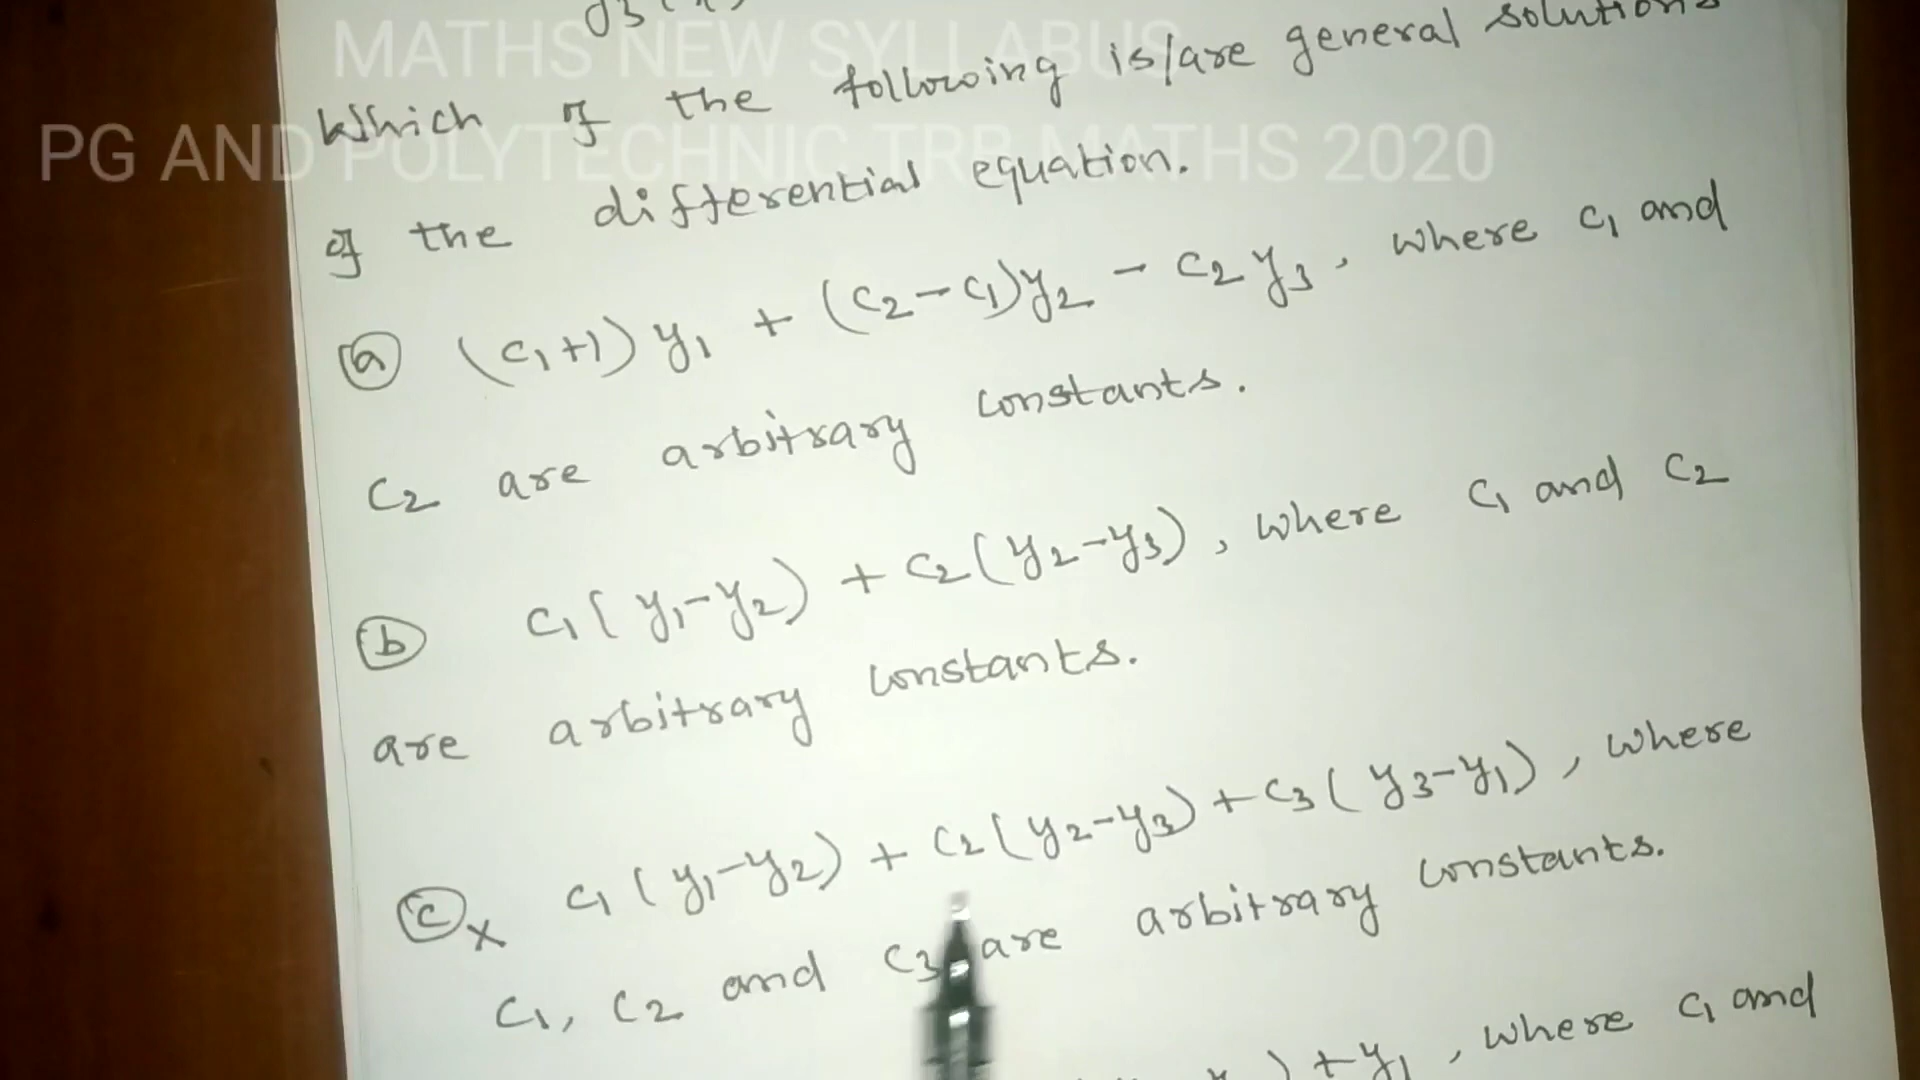 MATHS NEW SYLLABUS
PG AND POLYTECHNIC TRB MATHS 2020
y3(x)
Which of the following is/are general solutions
of the differential equation.
(a) (c1+1) y1 + (c2-c1)y2 - c2 y3, where c1 and
c2 are arbitrary constants.
(b) c1(y1-y2) + c2(y2-y3), where c1 and c2
are arbitrary constants.
(c) x c1(y1-y2) + c2(y2-y3) + c3(y3-y1), where
c1, c2 and c3 are arbitrary constants.
) + y1, where c1 and